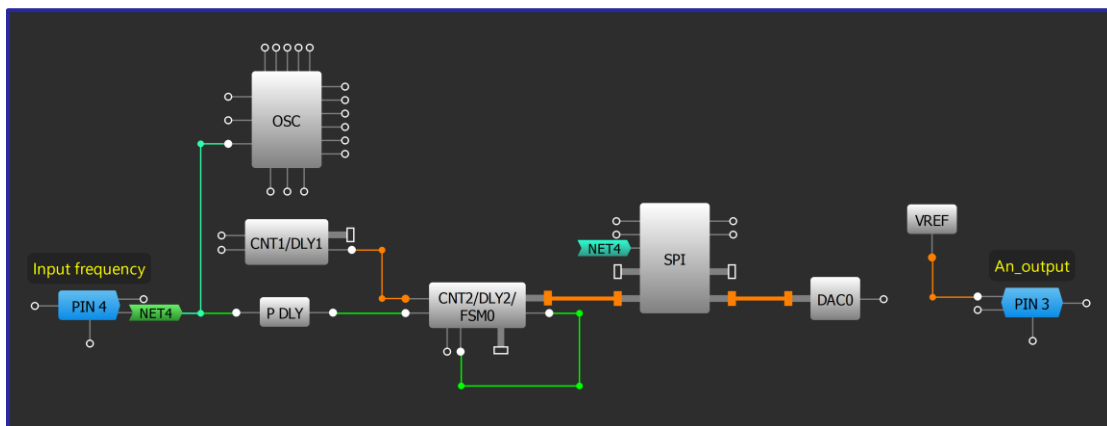 OSC
CNT1/DLY1
NET4
SPI
VREF
Input frequency
An_output
PIN 4
NET4
P DLY
CNT2/DLY2/
FSM0
DAC0
PIN 3